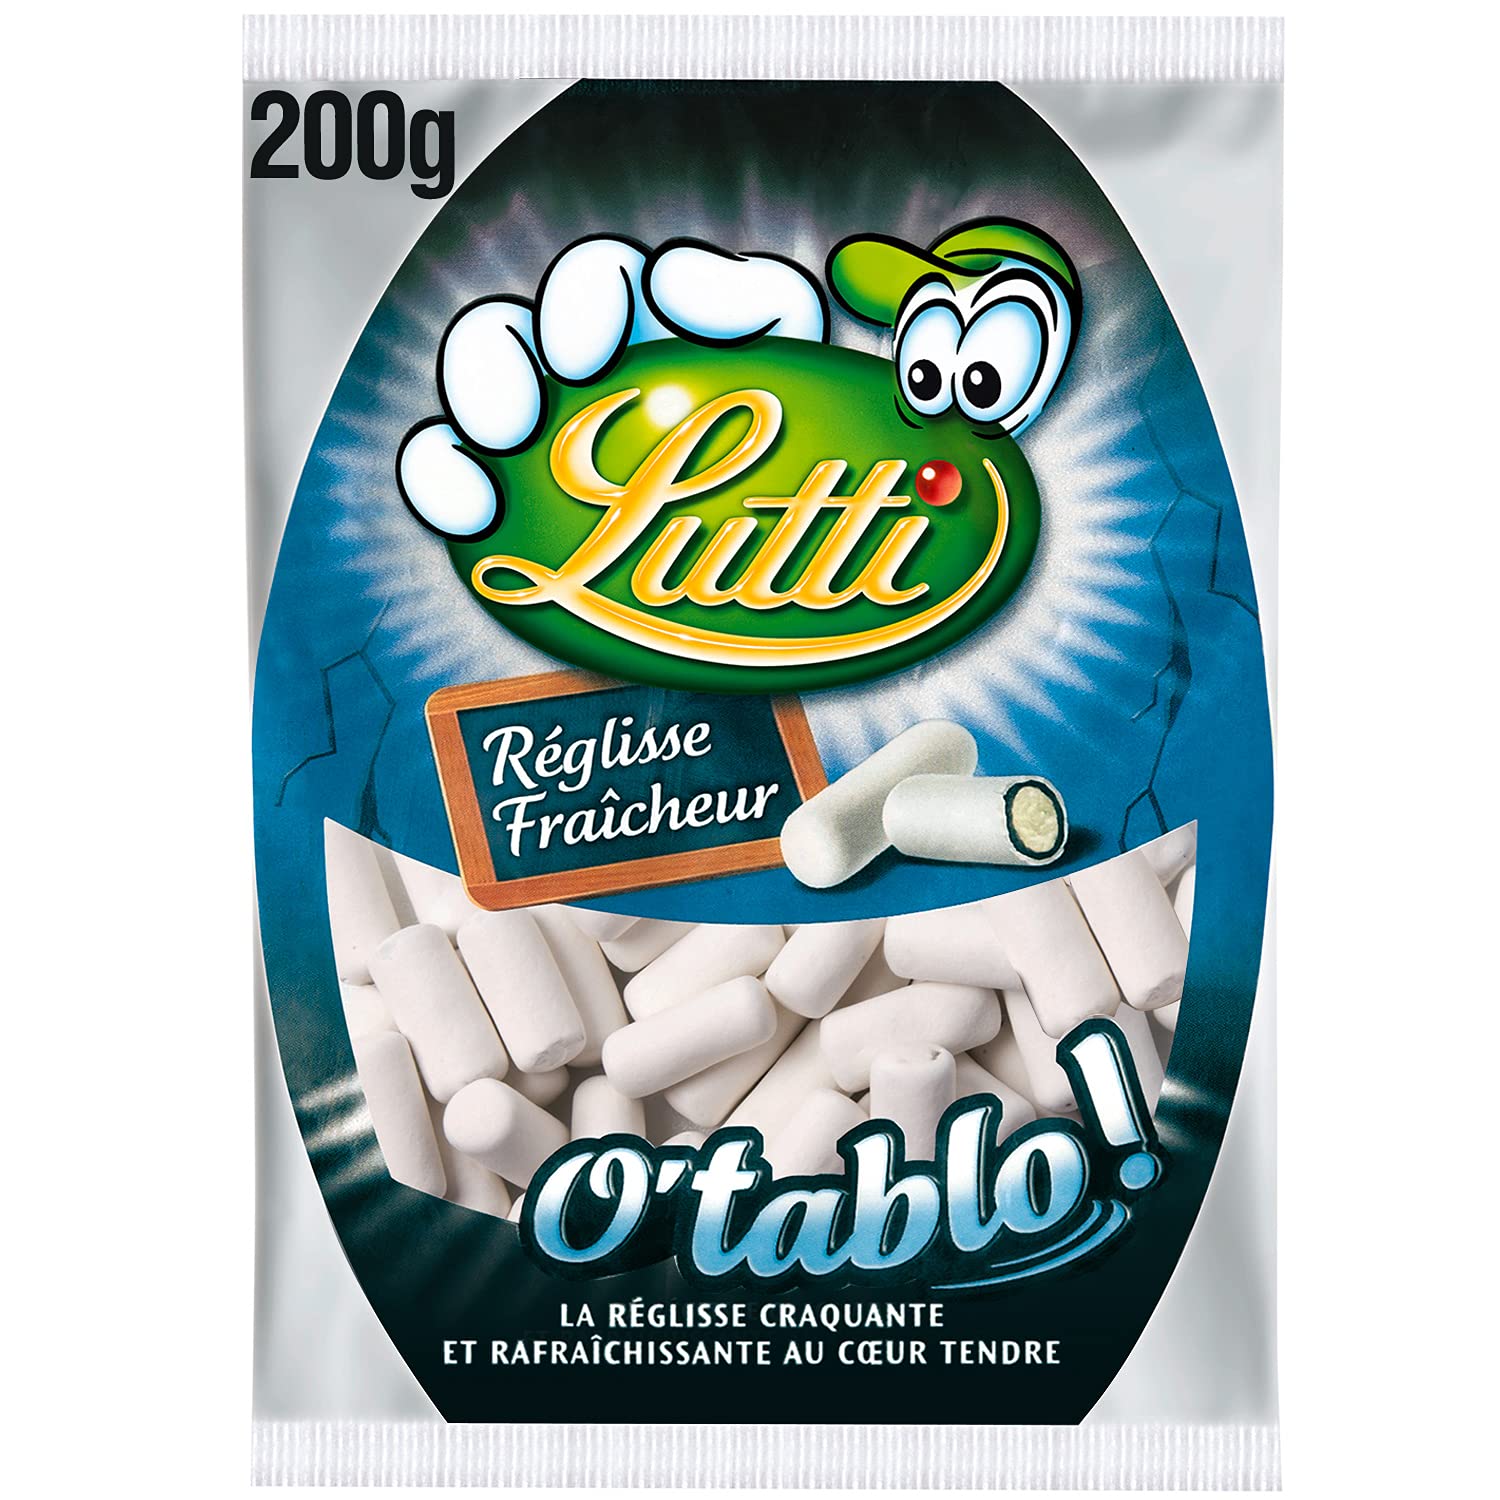 200g
Lutti
Réglisse
Fraîcheur
O'tablo!
LA RÉGLISSE CRAQUANTE
ET RAFRAÎCHISSANTE AU CŒUR TENDRE